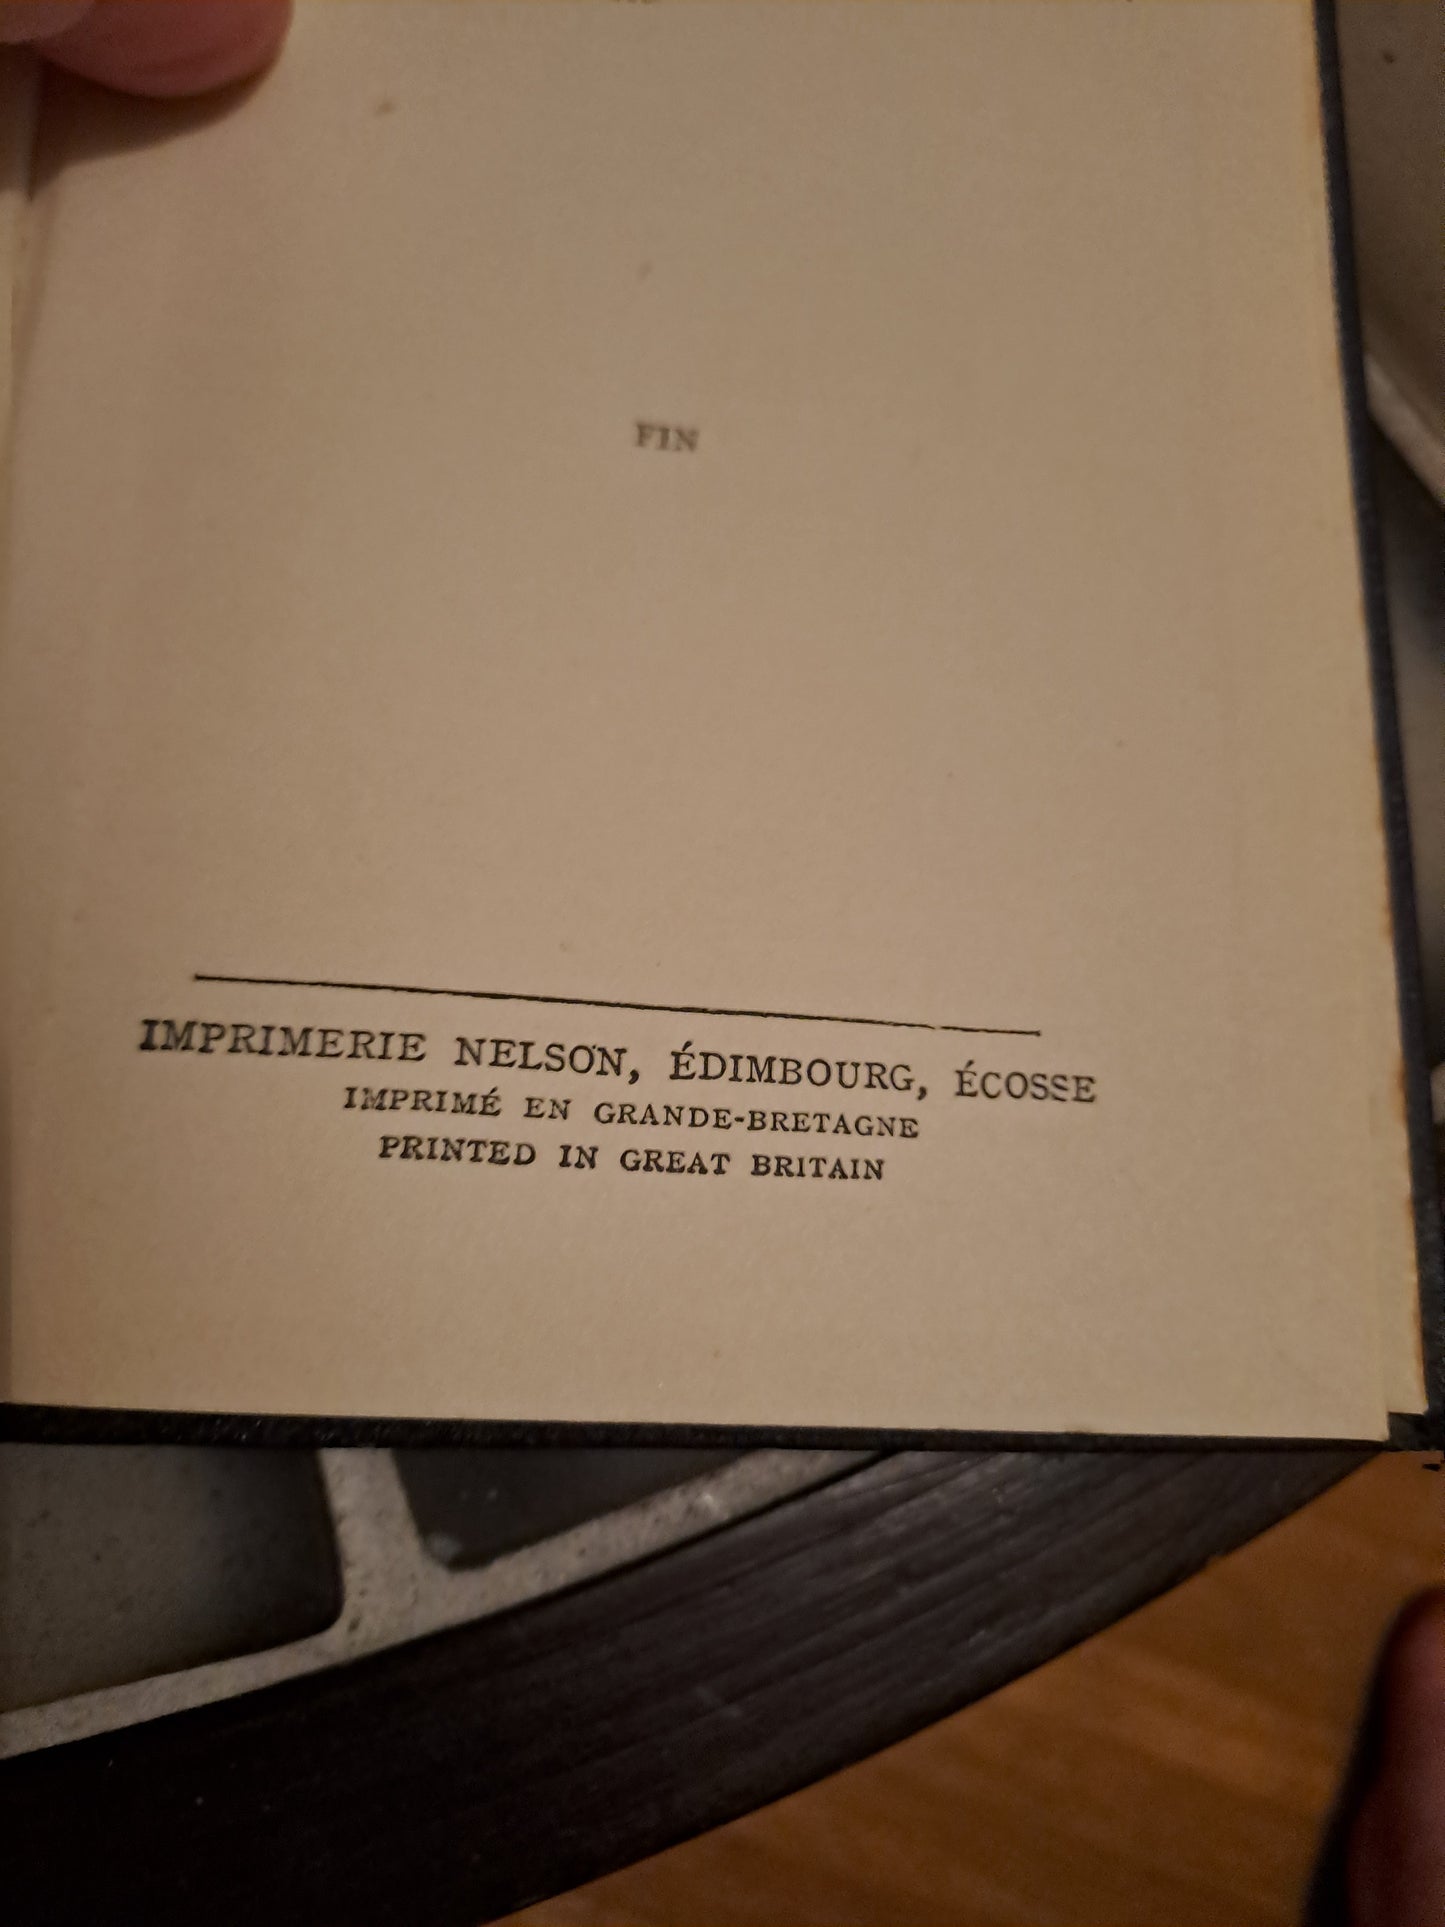 FIN
IMPRIMERIE NELSON, ÉDIMBOURG, ÉCOSSE
IMPRIMÉ EN GRANDE-BRETAGNE
PRINTED IN GREAT BRITAIN